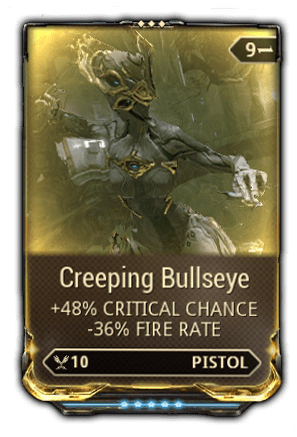 9
Creeping Bullseye
+48% CRITICAL CHANCE
-36% FIRE RATE
10 PISTOL